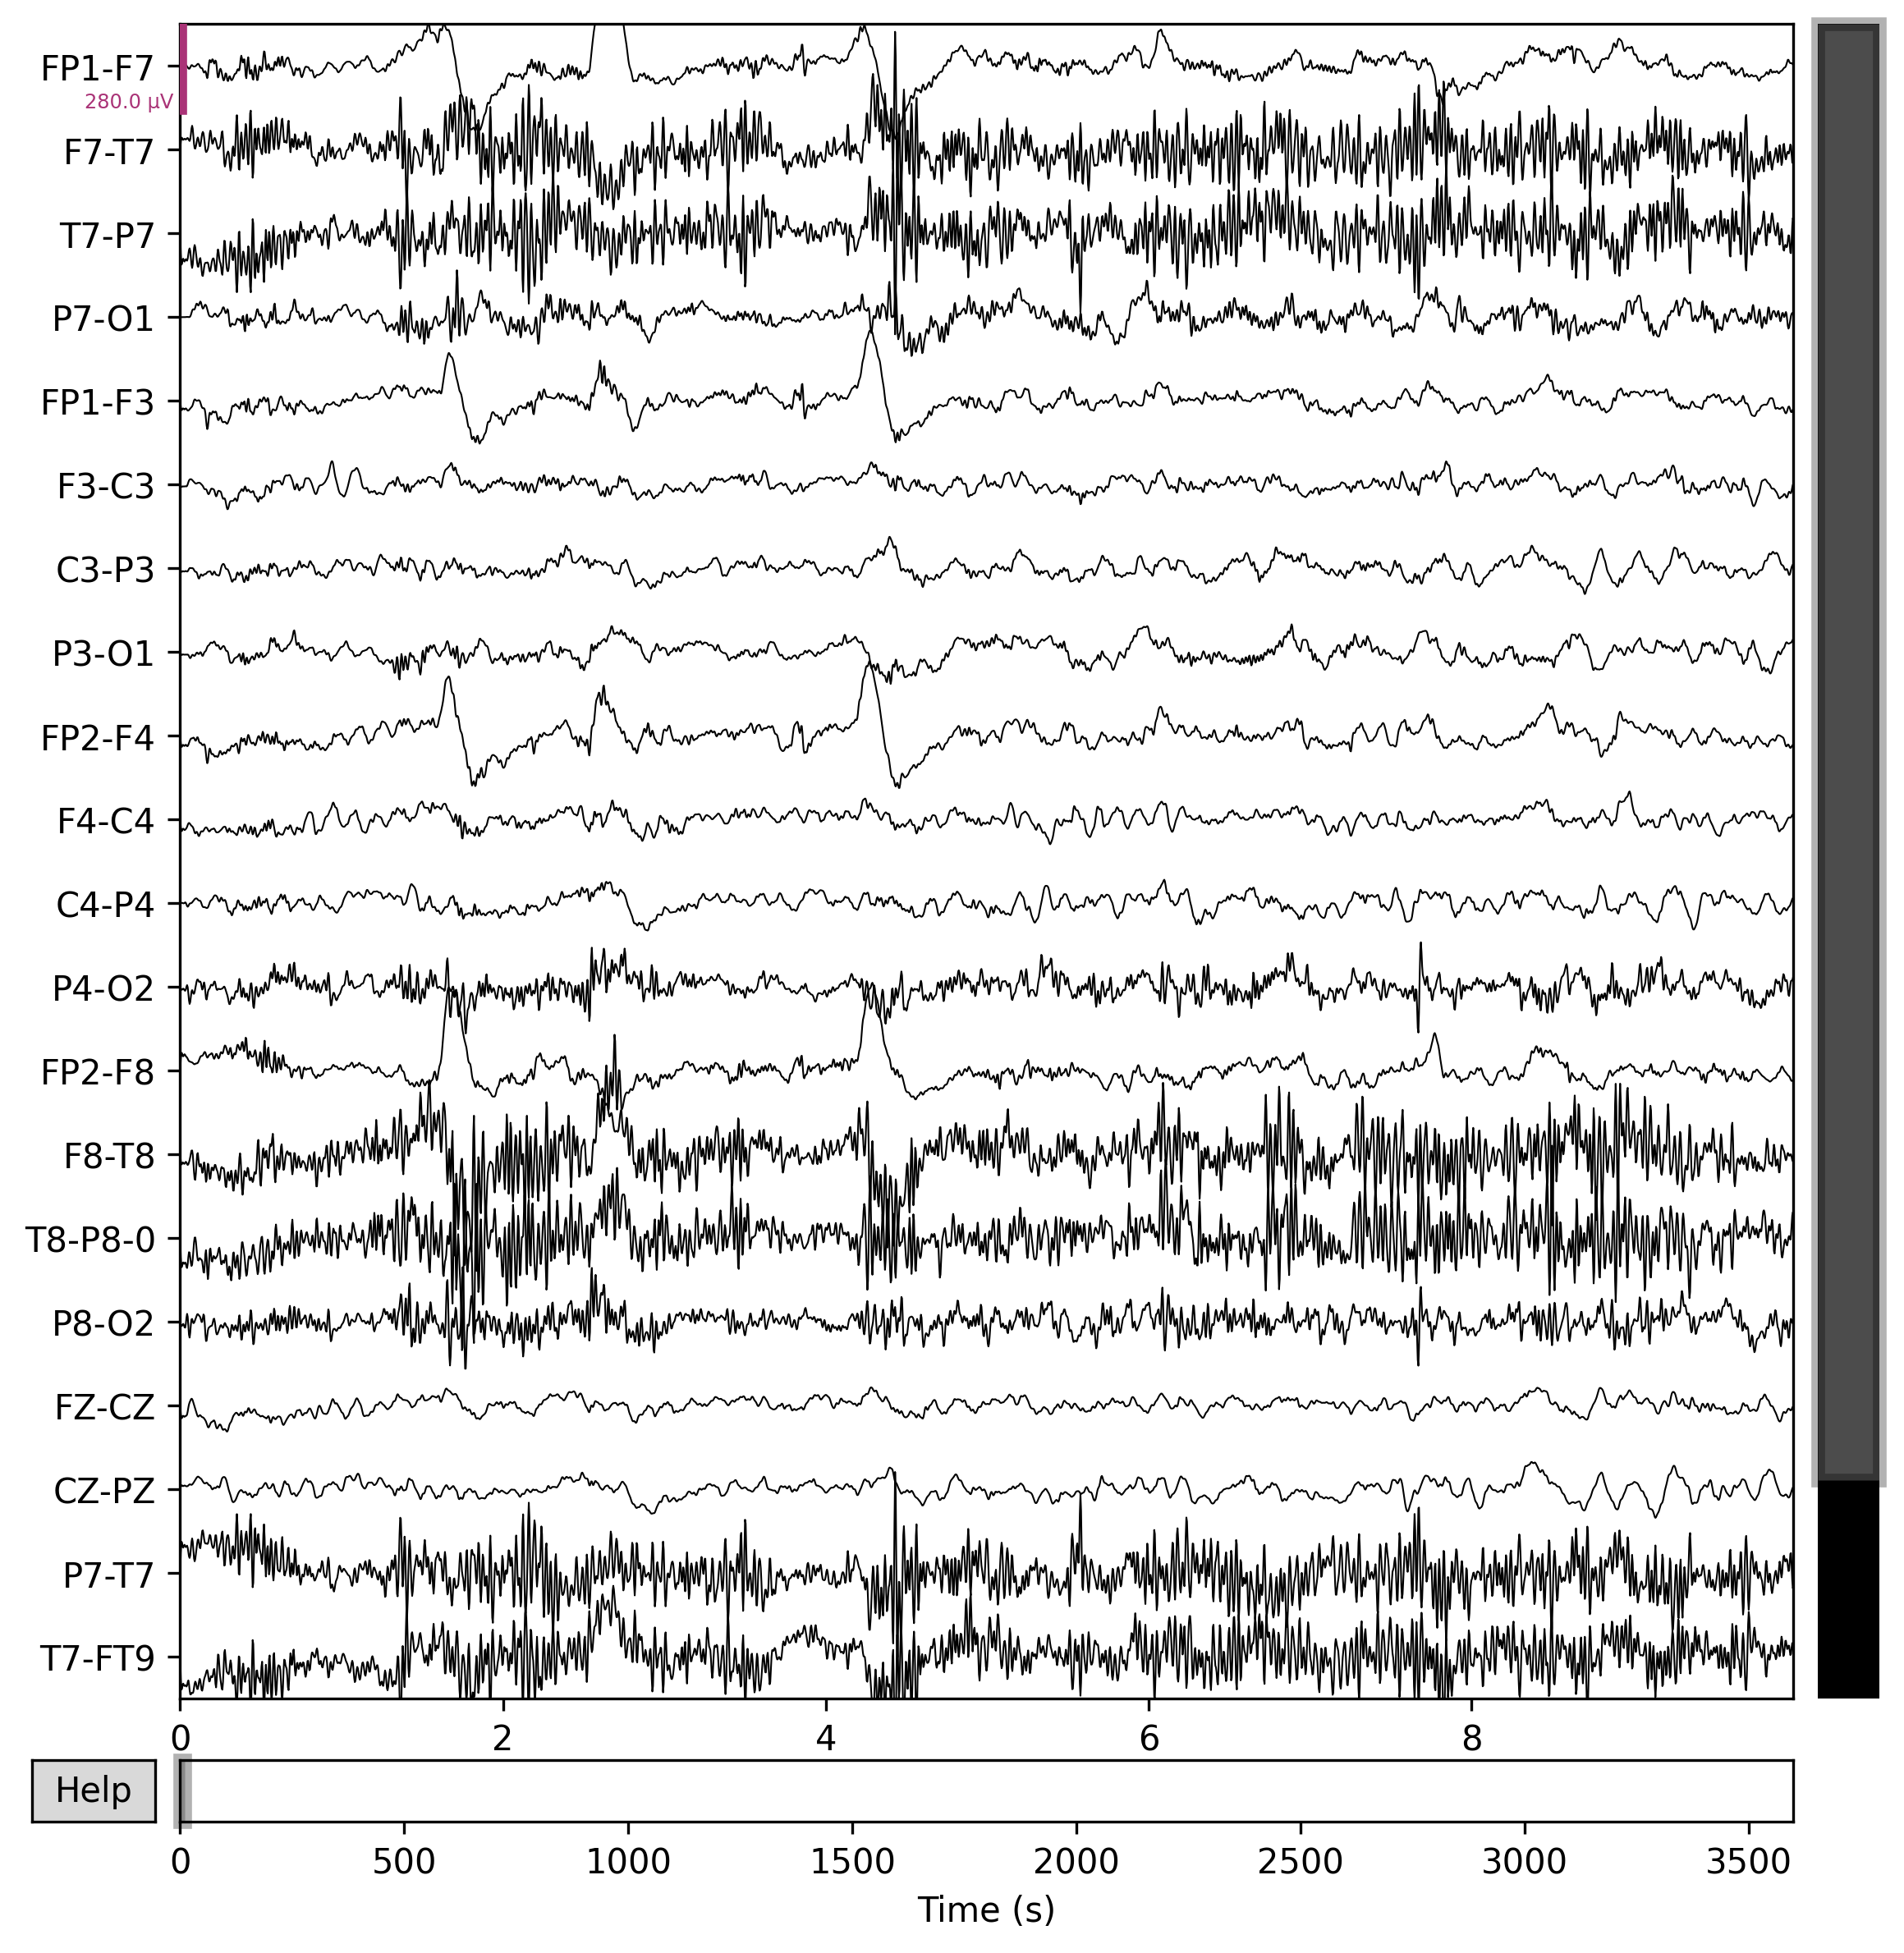 FP1-F7
280.0 µV
F7-T7
T7-P7
P7-O1
FP1-F3
F3-C3
C3-P3
P3-O1
FP2-F4
F4-C4
C4-P4
P4-O2
FP2-F8
F8-T8
T8-P8-0
P8-O2
FZ-CZ
CZ-PZ
P7-T7
T7-FT9
0 2 4 6 8
Help
0 500 1000 1500 2000 2500 3000 3500
Time (s)